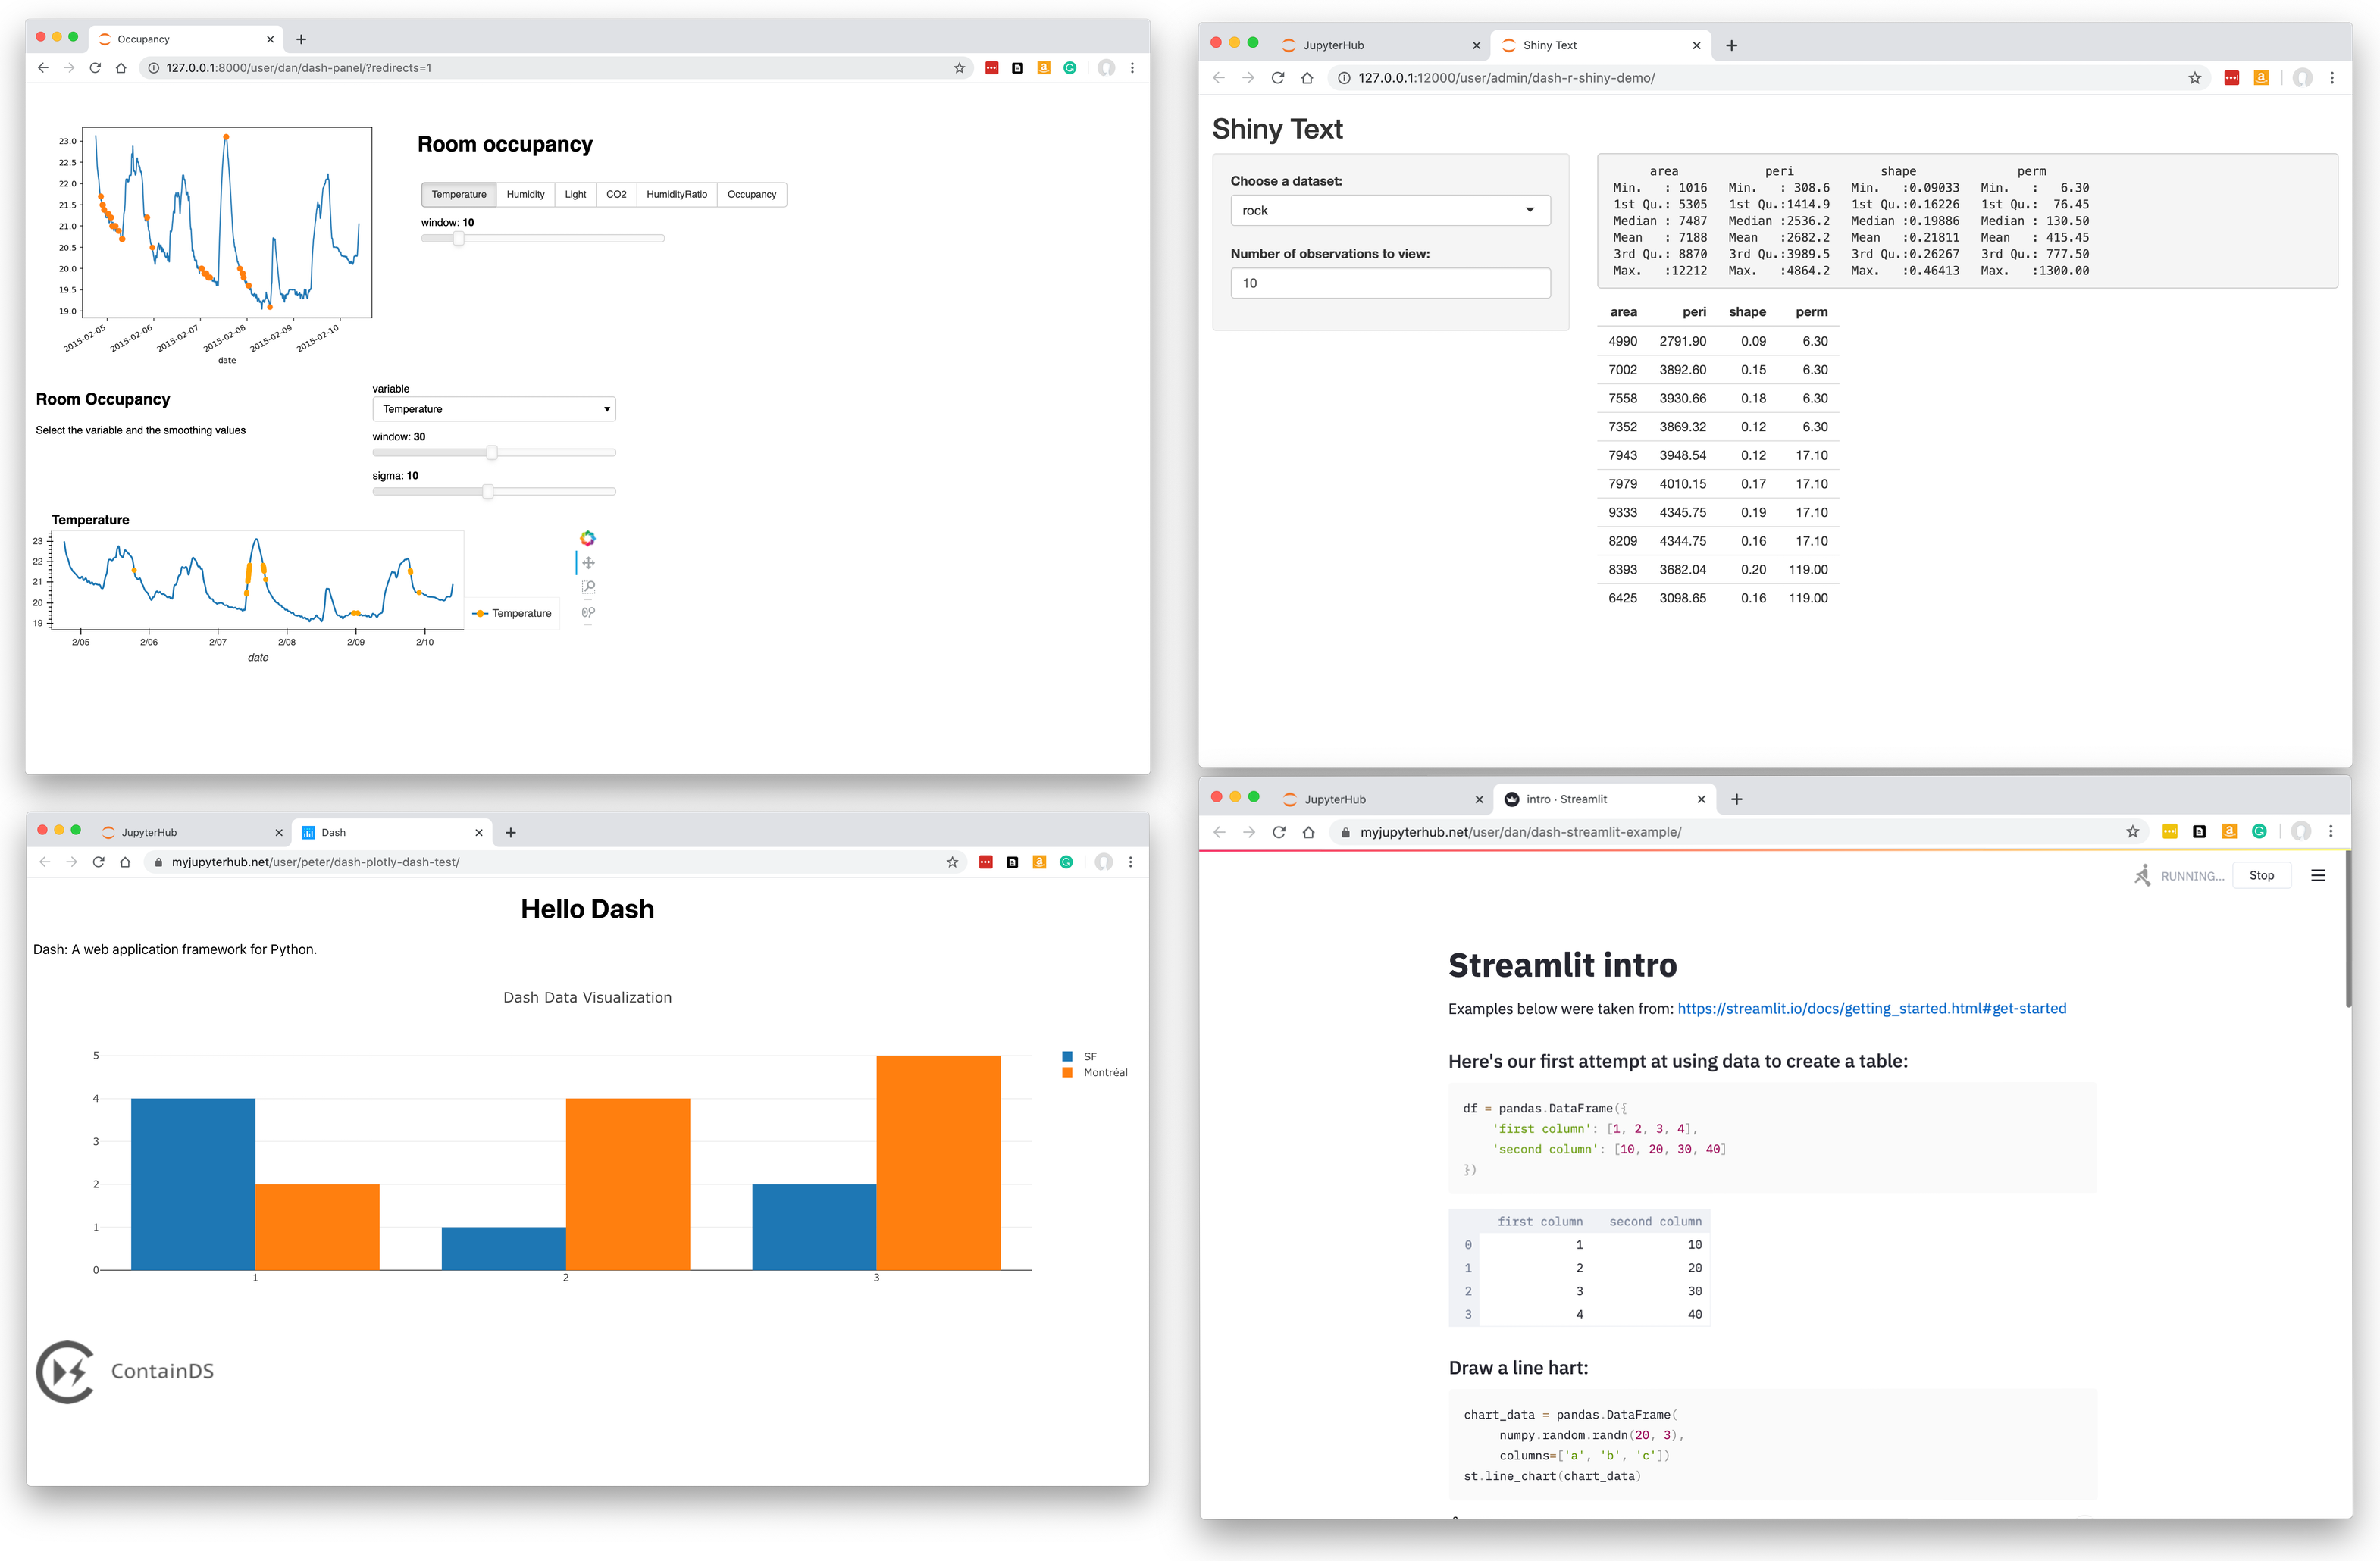 Occupancy
127.0.0.1:8000/user/dan/dash-panel/?redirects=1
23.0
22.5
22.0
21.5
21.0
20.5
20.0
19.5
19.0
2015-02-05
2015-02-06
2015-02-07
2015-02-08
2015-02-09
2015-02-10
date
Room occupancy
Temperature Humidity Light CO2 HumidityRatio Occupancy
window: 10
Room Occupancy
Select the variable and the smoothing values
variable
Temperature
window: 30
sigma: 10
Temperature
23
22
21
20
19
2/05 2/06 2/07 2/08 2/09 2/10
date
Temperature
JupyterHub Shiny Text
127.0.0.1:12000/user/admin/dash-r-shiny-demo/
Shiny Text
Choose a dataset:
rock
Number of observations to view:
10
area peri shape perm
Min. : 1016 Min. : 308.6 Min. :0.09033 Min. : 6.30
1st Qu.: 5305 1st Qu.:1414.9 1st Qu.:0.16226 1st Qu.: 76.45
Median : 7487 Median :2536.2 Median :0.19886 Median : 130.50
Mean : 7188 Mean :2682.2 Mean :0.21811 Mean : 415.45
3rd Qu.: 8870 3rd Qu.:3989.5 3rd Qu.:0.26267 3rd Qu.: 777.50
Max. :12212 Max. :4864.2 Max. :0.46413 Max. :1300.00
area peri shape perm
4990 2791.90 0.09 6.30
7002 3892.60 0.15 6.30
7558 3930.66 0.18 6.30
7352 3869.32 0.12 6.30
7943 3948.54 0.12 17.10
7979 4010.15 0.17 17.10
9333 4345.75 0.19 17.10
8209 4344.75 0.16 17.10
8393 3682.04 0.20 119.00
6425 3098.65 0.16 119.00
JupyterHub Dash
myjupyterhub.net/user/peter/dash-plotly-dash-test/
Hello Dash
Dash: A web application framework for Python.
Dash Data Visualization
5
4
3
2
1
0
1 2 3
SF
Montréal
ContainDS
JupyterHub intro · Streamlit
myjupyterhub.net/user/dan/dash-streamlit-example/
RUNNING... Stop
Streamlit intro
Examples below were taken from: https://streamlit.io/docs/getting_started.html#get-started
Here's our first attempt at using data to create a table:
df = pandas.DataFrame({
'first column': [1, 2, 3, 4],
'second column': [10, 20, 30, 40]
})
first column second column
0 1 10
1 2 20
2 3 30
3 4 40
Draw a line hart:
chart_data = pandas.DataFrame(
numpy.random.randn(20, 3),
columns=['a', 'b', 'c'])
st.line_chart(chart_data)